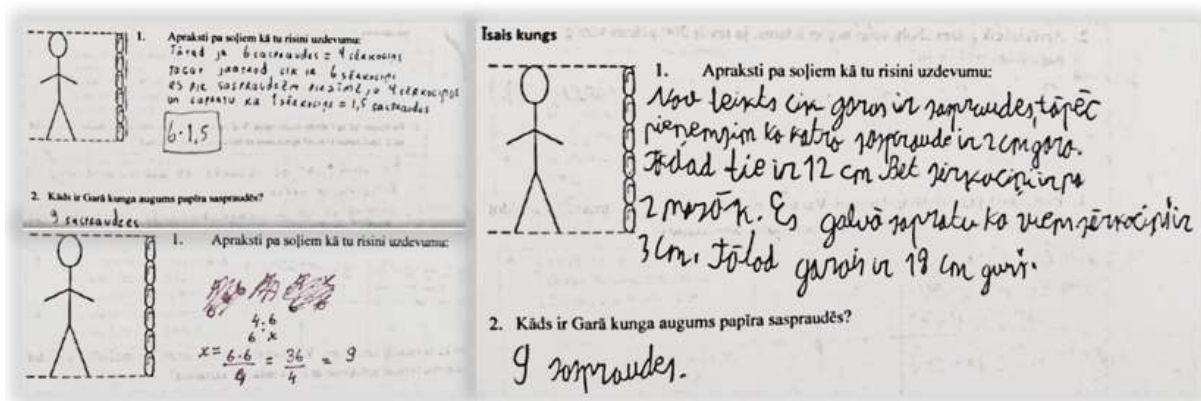 1. Apraksti pa soļiem kā tu risini uzdevumu:
Tātad ja 6 saspraudes = 4 sērkociņi
tagad jāatrod cik ir 6 sērkociņi
es pie saspraudēm piezīmēju 4 sērkociņus
un sapratu ka 1 sērkociņš = 1,5 saspraudes
6·1,5
2. Kāds ir Garā kunga augums papīra saspraudēs?
9 saspraudes
1. Apraksti pa soļiem kā tu risini uzdevumu:
4:6
6:x
x= 6·6/4 = 36/4 = 9
Īsais kungs
1. Apraksti pa soļiem kā tu risini uzdevumu:
Nav teikts cik garas ir saspraudes, tāpēc
pieņemsim ka katra saspraude ir 2 cm gara.
Tādad tie ir 12 cm. Bet sērkociņi ir pa
2 mazāk. Es galvā sapratu ka viem sērkociņš ir
3 cm. Tālad garais ir 18 cm garš.
2. Kāds ir Garā kunga augums papīra saspraudēs?
9 saspraudes.